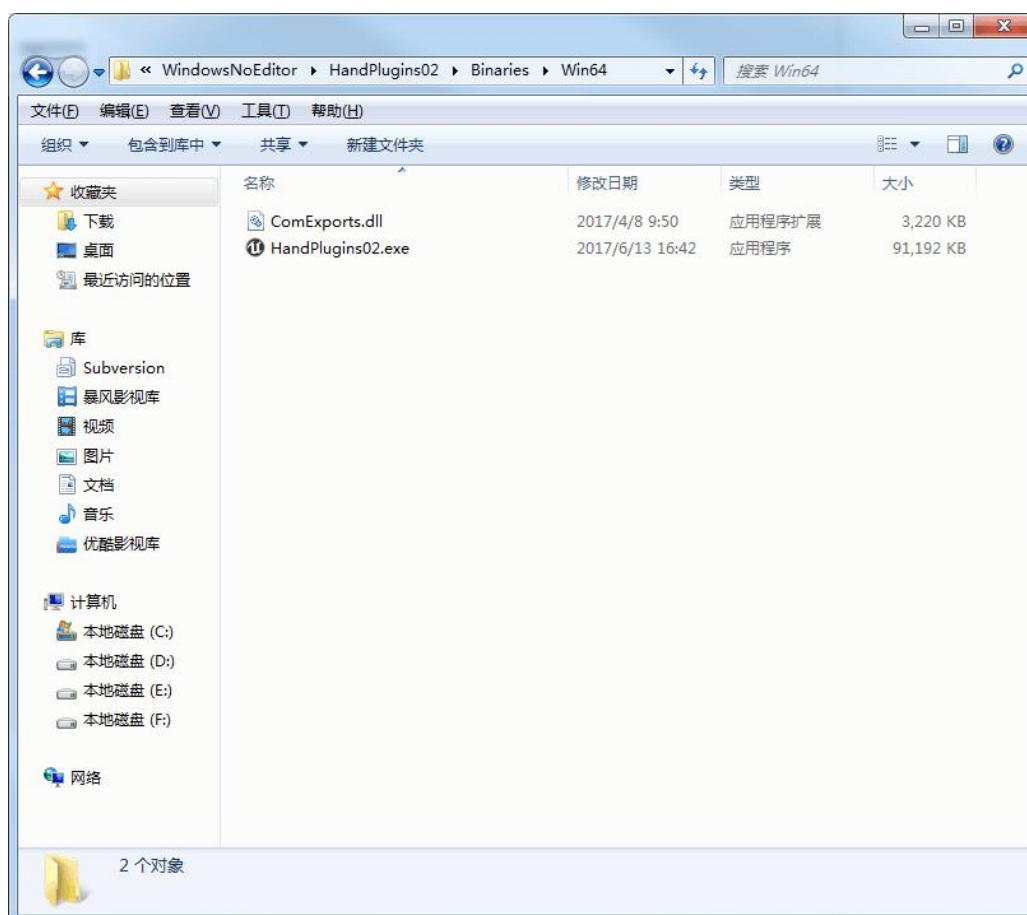 « WindowsNoEditor HandPlugins02 Binaries Win64 搜索 Win64
文件(F) 编辑(E) 查看(V) 工具(T) 帮助(H)
组织 包含到库中 共享 新建文件夹
收藏夹
下载
桌面
最近访问的位置
库
Subversion
暴风影视库
视频
图片
文档
音乐
优酷影视库
计算机
本地磁盘 (C:)
本地磁盘 (D:)
本地磁盘 (E:)
本地磁盘 (F:)
网络
名称 修改日期 类型 大小
ComExports.dll 2017/4/8 9:50 应用程序扩展 3,220 KB
HandPlugins02.exe 2017/6/13 16:42 应用程序 91,192 KB
2 个对象